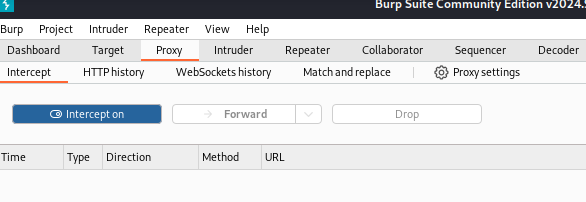 Burp Suite Community Edition v2024.
Burp Project Intruder Repeater View Help
Dashboard Target Proxy Intruder Repeater Collaborator Sequencer Decoder
Intercept HTTP history WebSockets history Match and replace Proxy settings
Intercept on Forward Drop
Time Type Direction Method URL